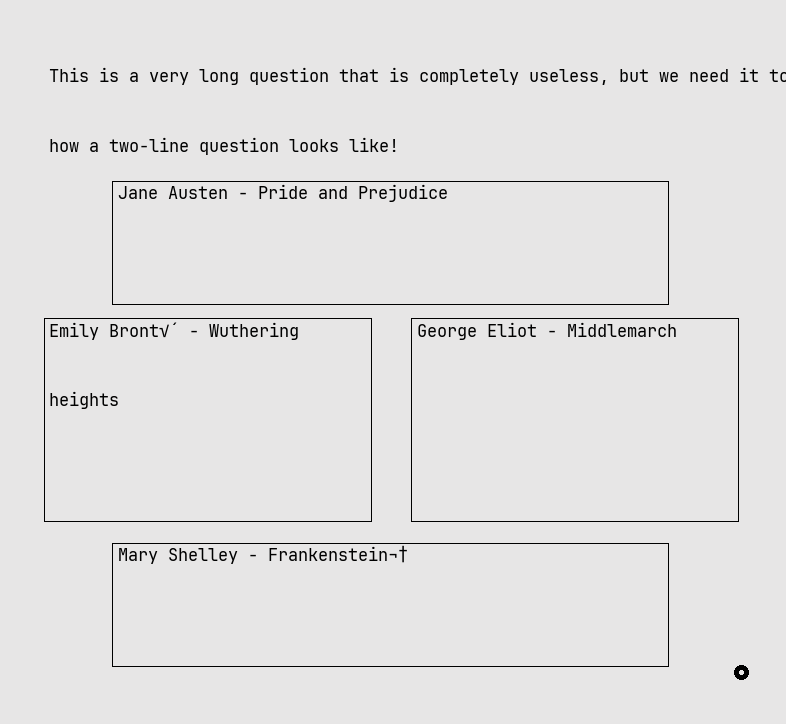 This is a very long question that is completely useless, but we need it to
how a two-line question looks like!
Jane Austen - Pride and Prejudice
Emily Bront√´ - Wuthering
heights
George Eliot - Middlemarch
Mary Shelley - Frankenstein¬†